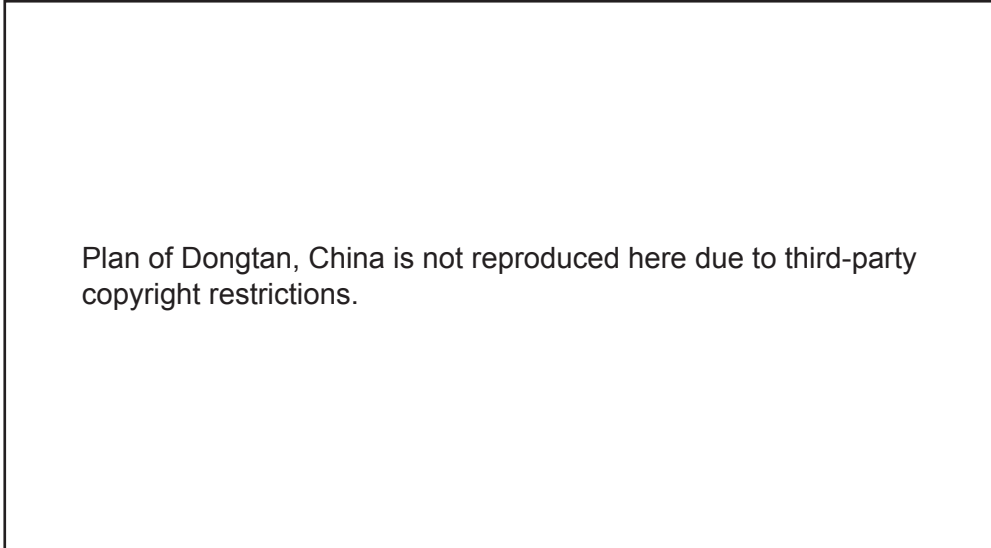 Plan of Dongtan, China is not reproduced here due to third-party
copyright restrictions.